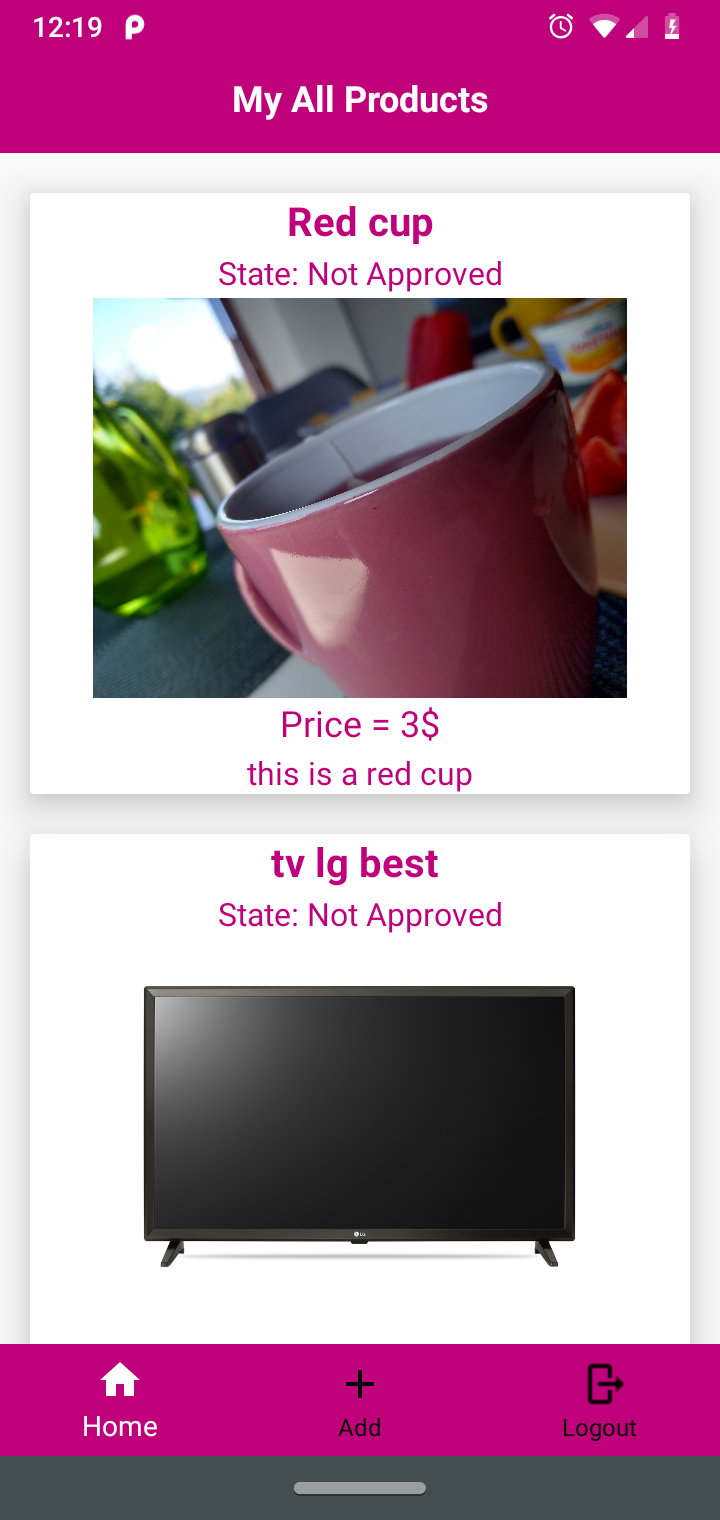 12:19
My All Products
Red cup
State: Not Approved
Price = 3$
this is a red cup
tv lg best
State: Not Approved
LG
Home
Add
Logout